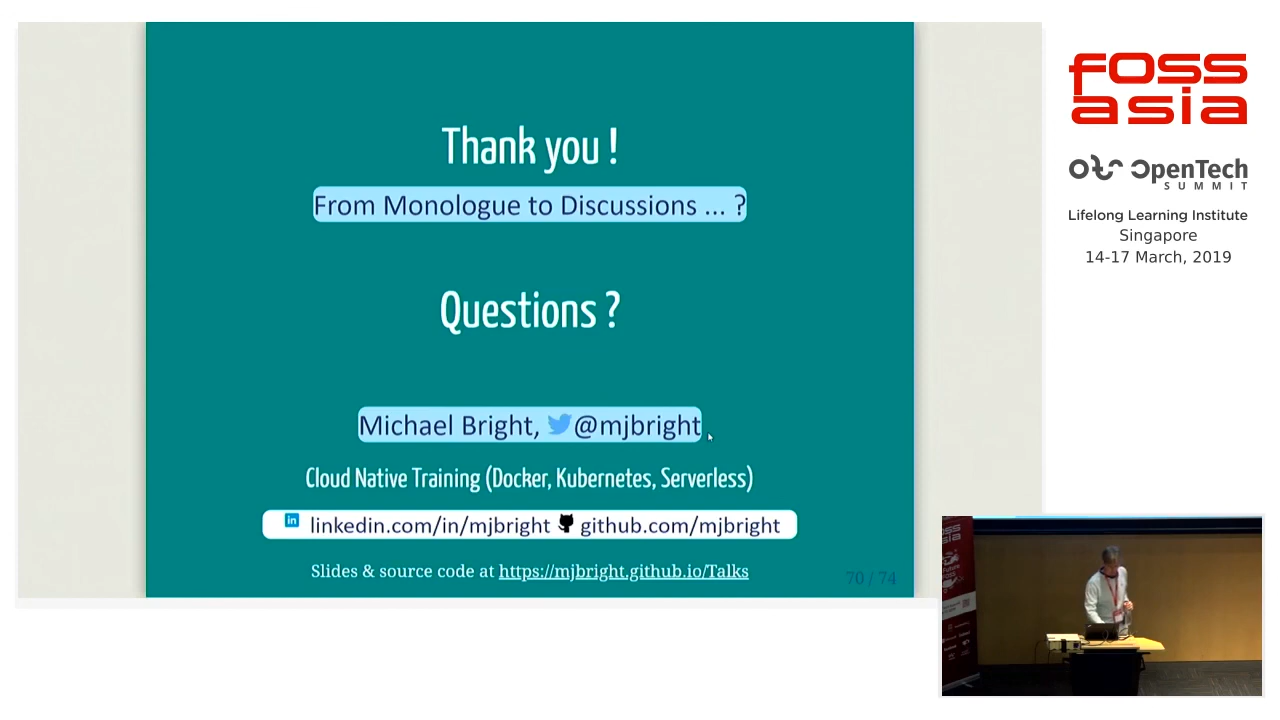 Thank you !
From Monologue to Discussions ... ?
Questions ?
Michael Bright, @mjbright
Cloud Native Training (Docker, Kubernetes, Serverless)
linkedin.com/in/mjbright github.com/mjbright
Slides & source code at https://mjbright.github.io/Talks
70 / 74
fOSS
asia
OpenTech
SUMMIT
Lifelong Learning Institute
Singapore
14-17 March, 2019
FOSS
asia